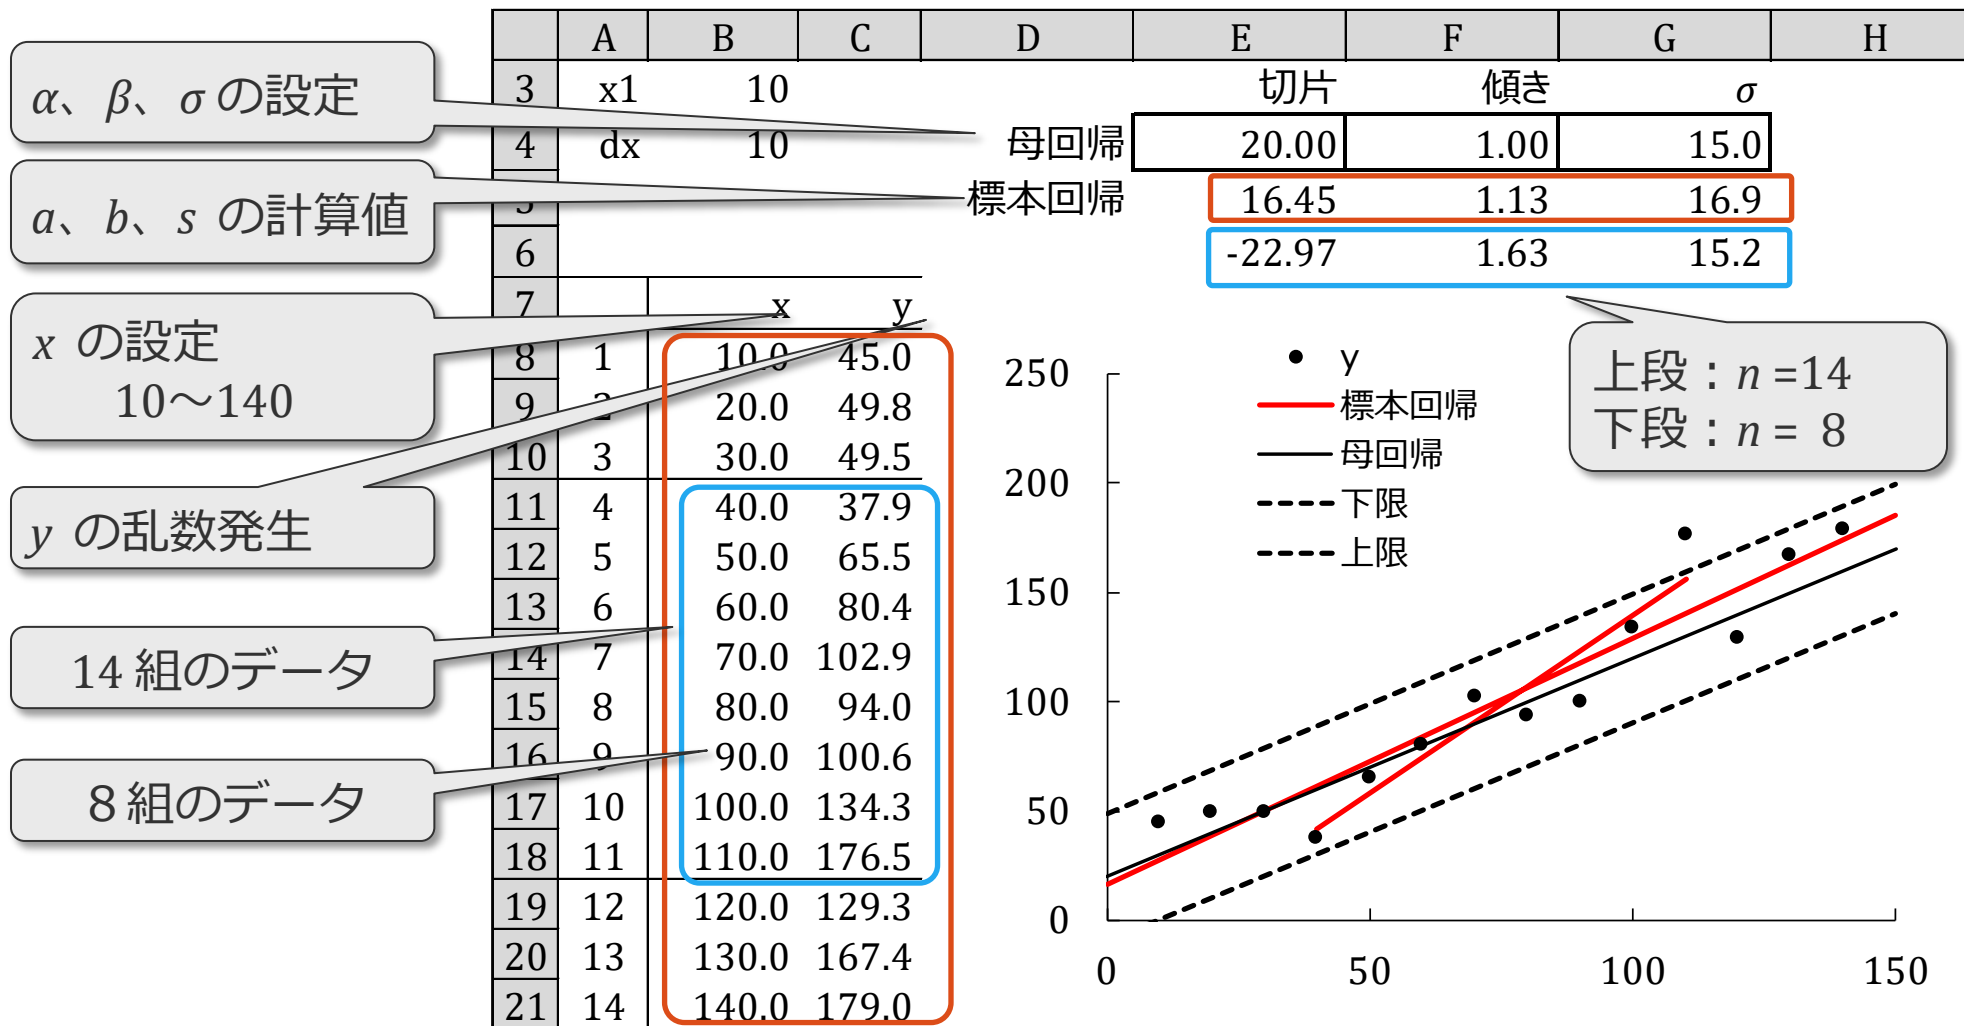 A B C D E F G H
3 x1 10 切片 傾き σ
4 dx 10 母回帰 20.00 1.00 15.0
5 標本回帰 16.45 1.13 16.9
6 -22.97 1.63 15.2
7 x y
8 1 10.0 45.0
9 2 20.0 49.8
10 3 30.0 49.5
11 4 40.0 37.9
12 5 50.0 65.5
13 6 60.0 80.4
14 7 70.0 102.9
15 8 80.0 94.0
16 9 90.0 100.6
17 10 100.0 134.3
18 11 110.0 176.5
19 12 120.0 129.3
20 13 130.0 167.4
21 14 140.0 179.0
α、β、σ の設定
a、b、s の計算値
x の設定
10～140
y の乱数発生
14 組のデータ
8 組のデータ
上段：n =14
下段：n = 8
y
標本回帰
母回帰
下限
上限
250
200
150
100
50
0
0 50 100 150